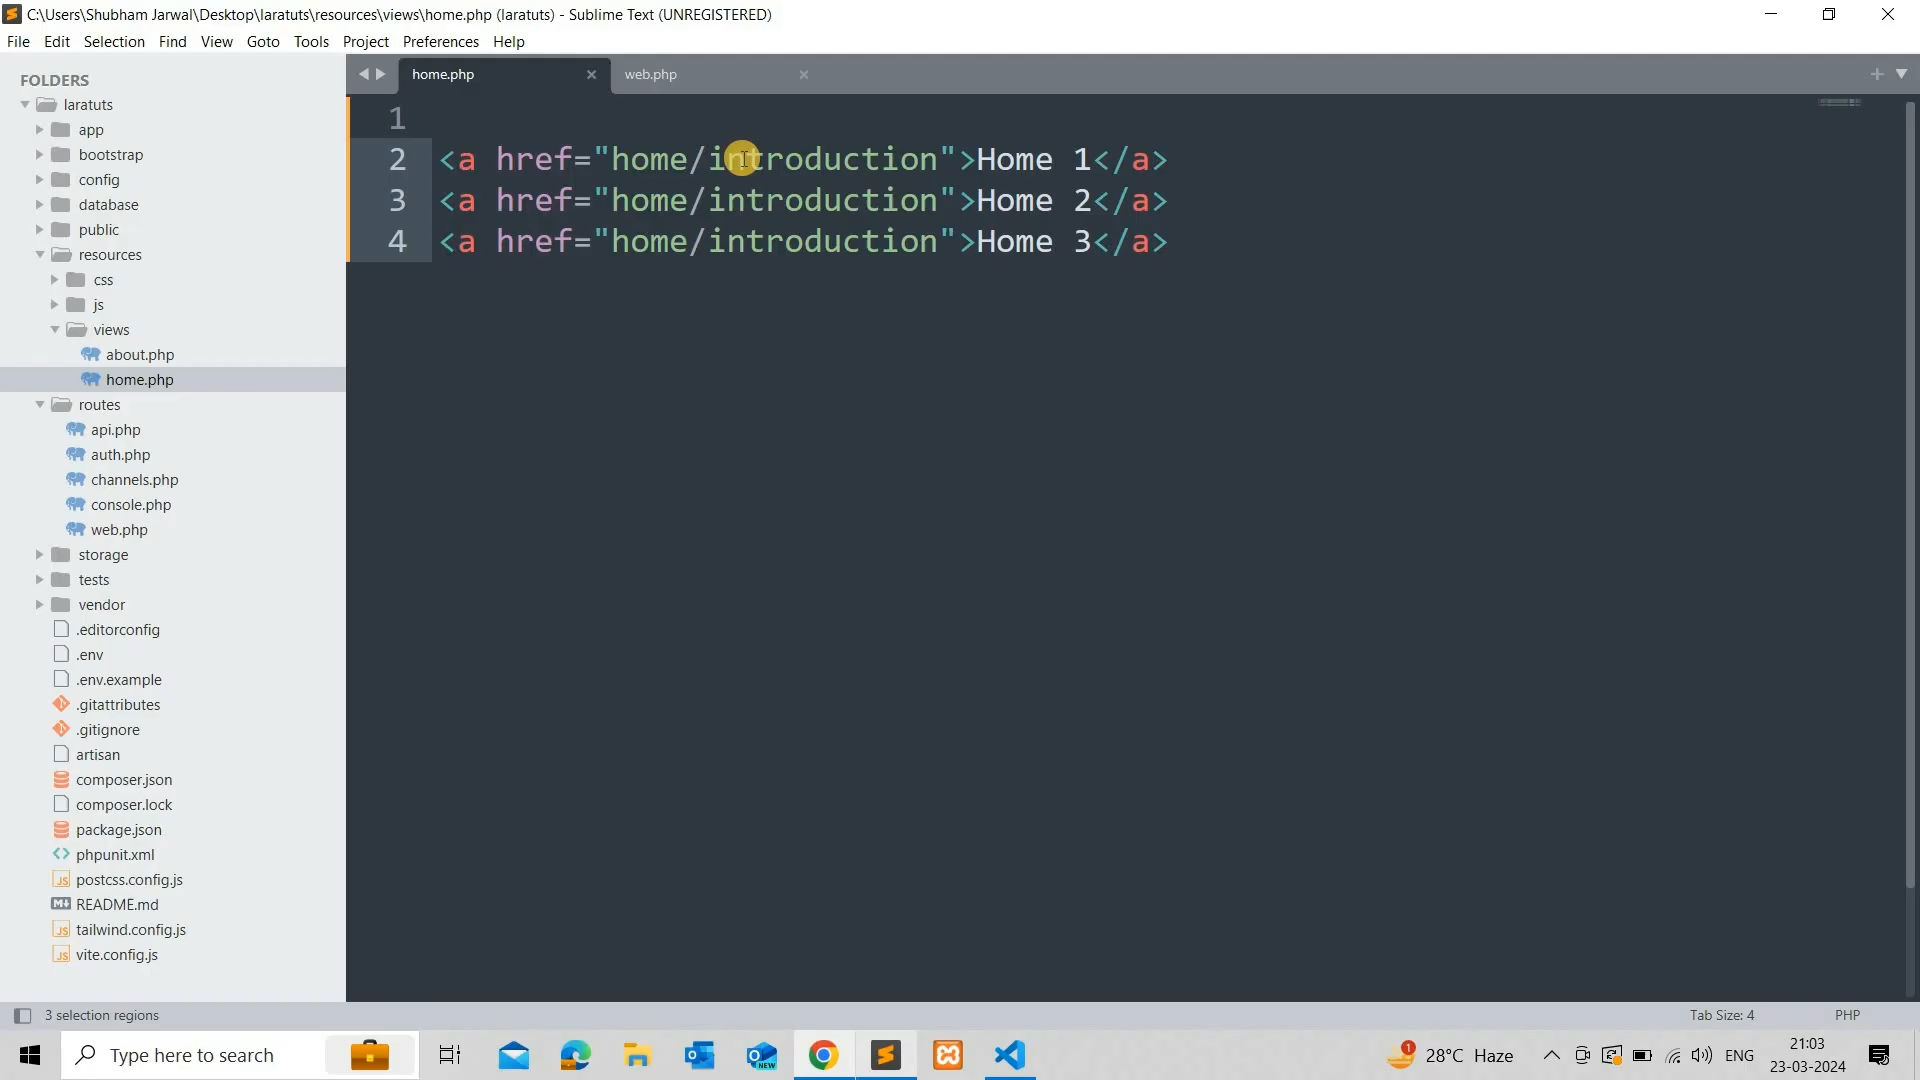 C:\Users\Shubham Jarwal\Desktop\laratuts\resources\views\home.php (laratuts) - Sublime Text (UNREGISTERED)
File Edit Selection Find View Goto Tools Project Preferences Help
FOLDERS
laratuts
app
bootstrap
config
database
public
resources
css
js
views
about.php
home.php
routes
api.php
auth.php
channels.php
console.php
web.php
storage
tests
vendor
.editorconfig
.env
.env.example
.gitattributes
.gitignore
artisan
composer.json
composer.lock
package.json
phpunit.xml
postcss.config.js
README.md
tailwind.config.js
vite.config.js
home.php web.php
1
2 <a href="home/introduction">Home 1</a>
3 <a href="home/introduction">Home 2</a>
4 <a href="home/introduction">Home 3</a>
3 selection regions Tab Size: 4 PHP
Type here to search NEW 1 28°C Haze ENG 21:03
23-03-2024